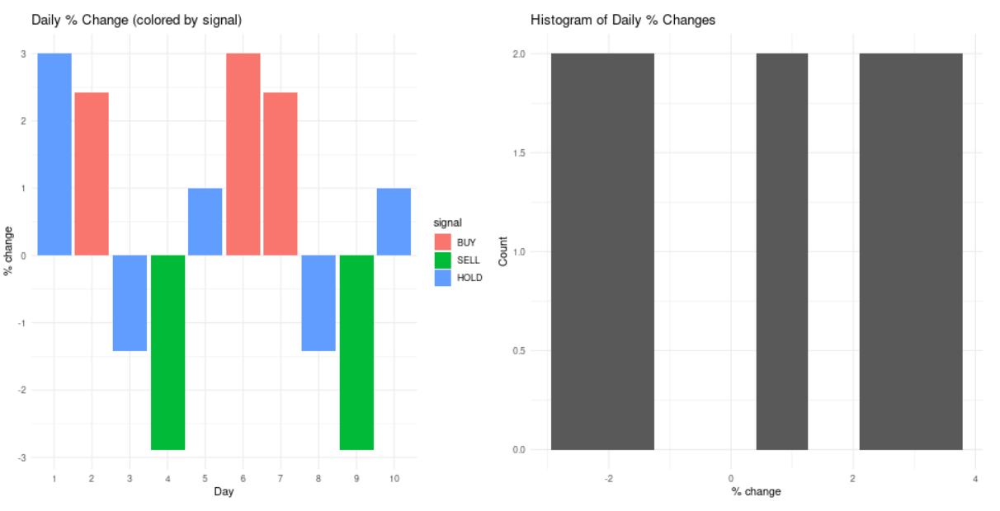 Daily % Change (colored by signal)
3
2
1
0
-1
-2
-3
% change
1 2 3 4 5 6 7 8 9 10
Day
signal
BUY
SELL
HOLD
Histogram of Daily % Changes
2.0
1.5
1.0
0.5
0.0
Count
-2 0 2 4
% change